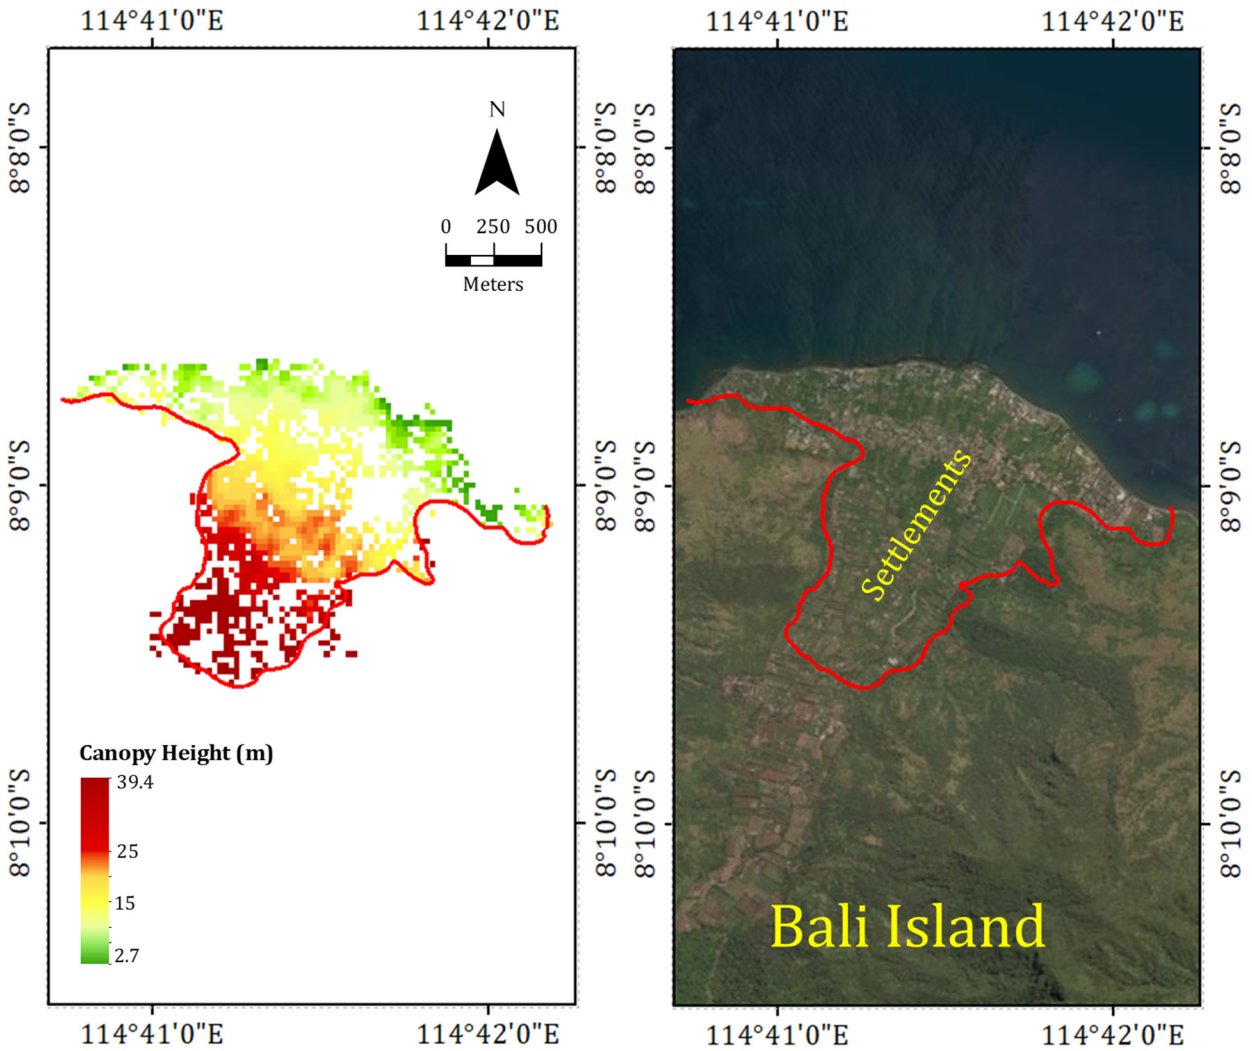 114°41'0"E 114°42'0"E 114°41'0"E 114°42'0"E
8°8'0"S 8°8'0"S 8°8'0"S 8°8'0"S
N
0 250 500
Meters
8°9'0"S 8°9'0"S 8°9'0"S 8°9'0"S
Settlements
Canopy Height (m)
39.4
25
15
2.7
8°10'0"S 8°10'0"S 8°10'0"S 8°10'0"S
Bali Island
114°41'0"E 114°42'0"E 114°41'0"E 114°42'0"E